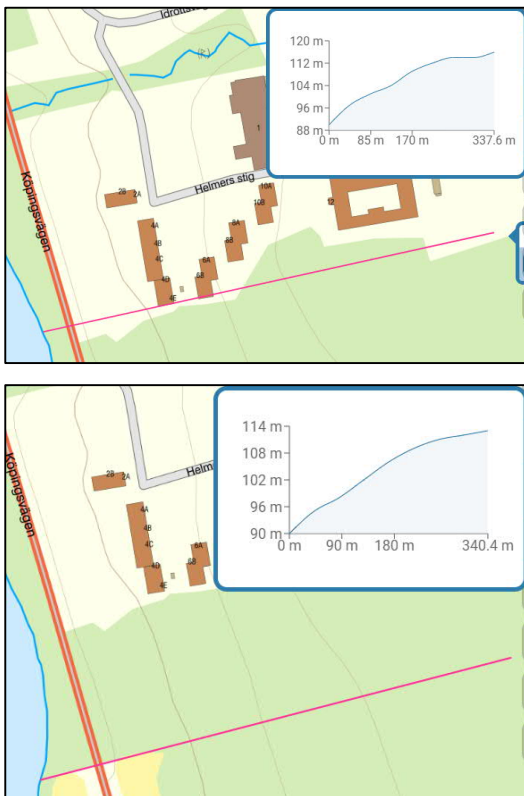 Idrottsvägen
(R)
120 m
112 m
104 m
96 m
88 m
0 m 85 m 170 m 337.6 m
1
Helmers stig
Köpingsvägen
2B 2A
4A
4B
4C
4D
4E
6A
6B
8A
8B
10A
10B
12
114 m
108 m
102 m
96 m
90 m
0 m 90 m 180 m 340.4 m
Helm
Köpingsvägen
2B 2A
4A
4B
4C
4D
4E
6A
6B